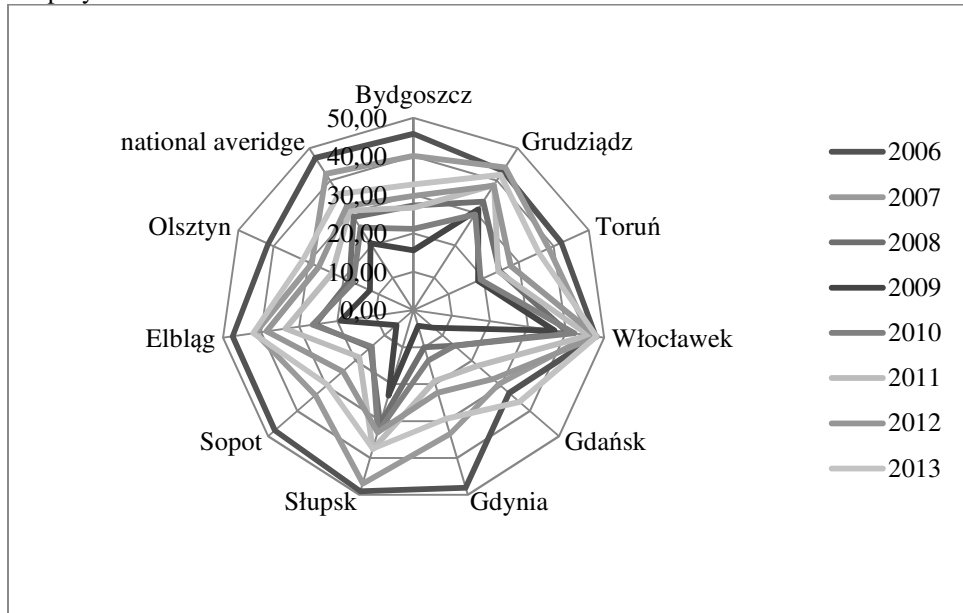 Bydgoszcz
50,00
40,00
30,00
20,00
10,00
0,00
Grudziądz
Toruń
Włocławek
Gdańsk
Gdynia
Słupsk
Sopot
Elbląg
Olsztyn
national averidge
2006
2007
2008
2009
2010
2011
2012
2013